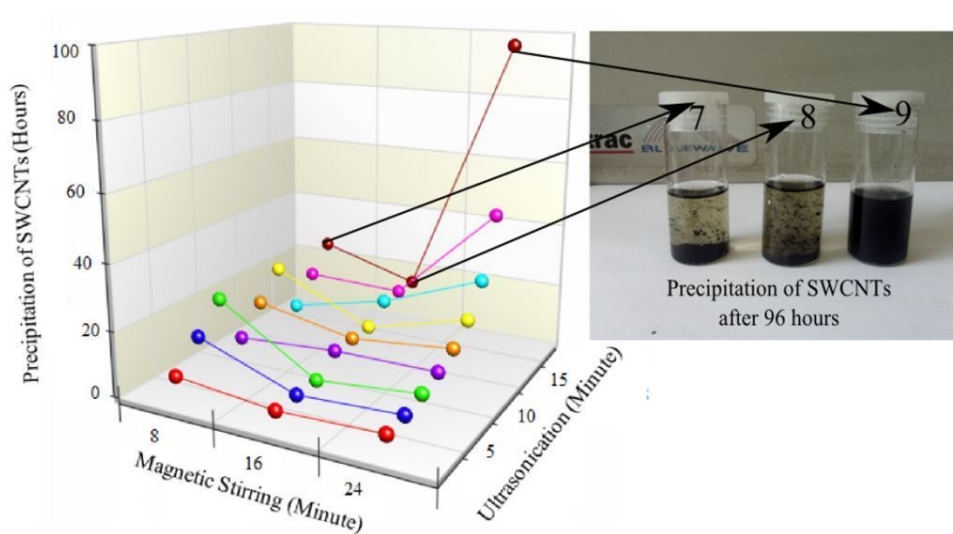 Precipitation of SWCNTs (Hours)
100
80
60
40
20
0
8
16
24
Magnetic Stirring (Minute)
5
10
15
Ultrasonication (Minute)
7
8
9
trac
Precipitation of SWCNTs
after 96 hours